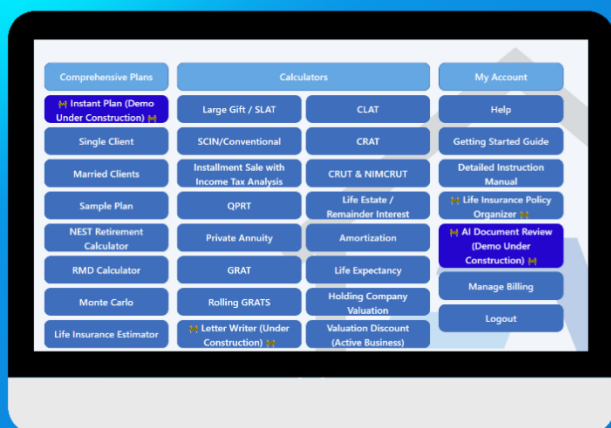 Comprehensive Plans
Instant Plan (Demo
Under Construction)
Single Client
Married Clients
Sample Plan
NEST Retirement
Calculator
RMD Calculator
Monte Carlo
Life Insurance Estimator
Calculators
Large Gift / SLAT
SCIN/Conventional
Installment Sale with
Income Tax Analysis
QPRT
Private Annuity
GRAT
Rolling GRATS
Letter Writer (Under
Construction)
CLAT
CRAT
CRUT & NIMCRUT
Life Estate /
Remainder Interest
Amortization
Life Expectancy
Holding Company
Valuation
Valuation Discount
(Active Business)
My Account
Help
Getting Started Guide
Detailed Instruction
Manual
Life Insurance Policy
Organizer
AI Document Review
(Demo Under
Construction)
Manage Billing
Logout